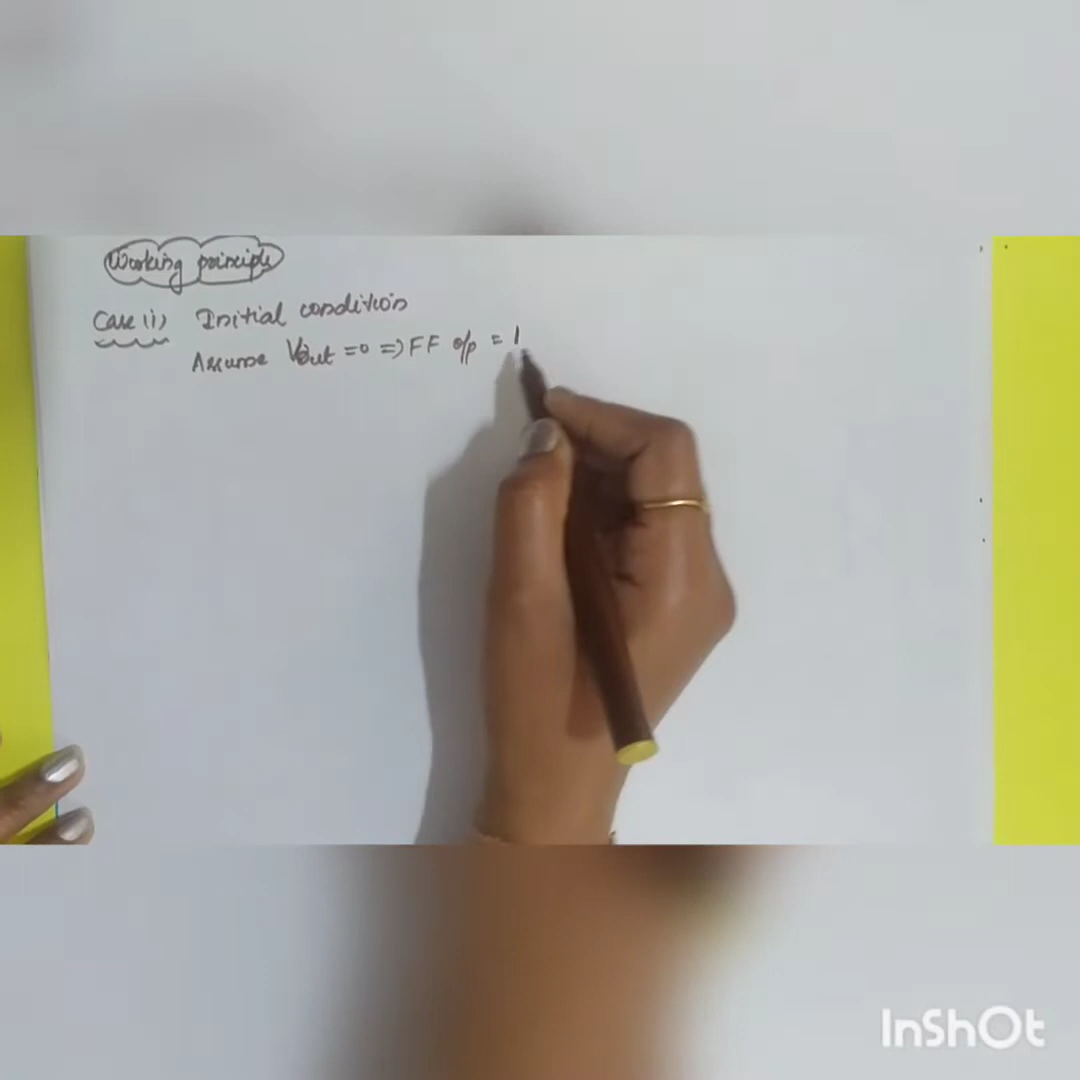 Working principle
Case (i) Initial condition
Assume Vout = 0 => FF o/p = 1
InShOt